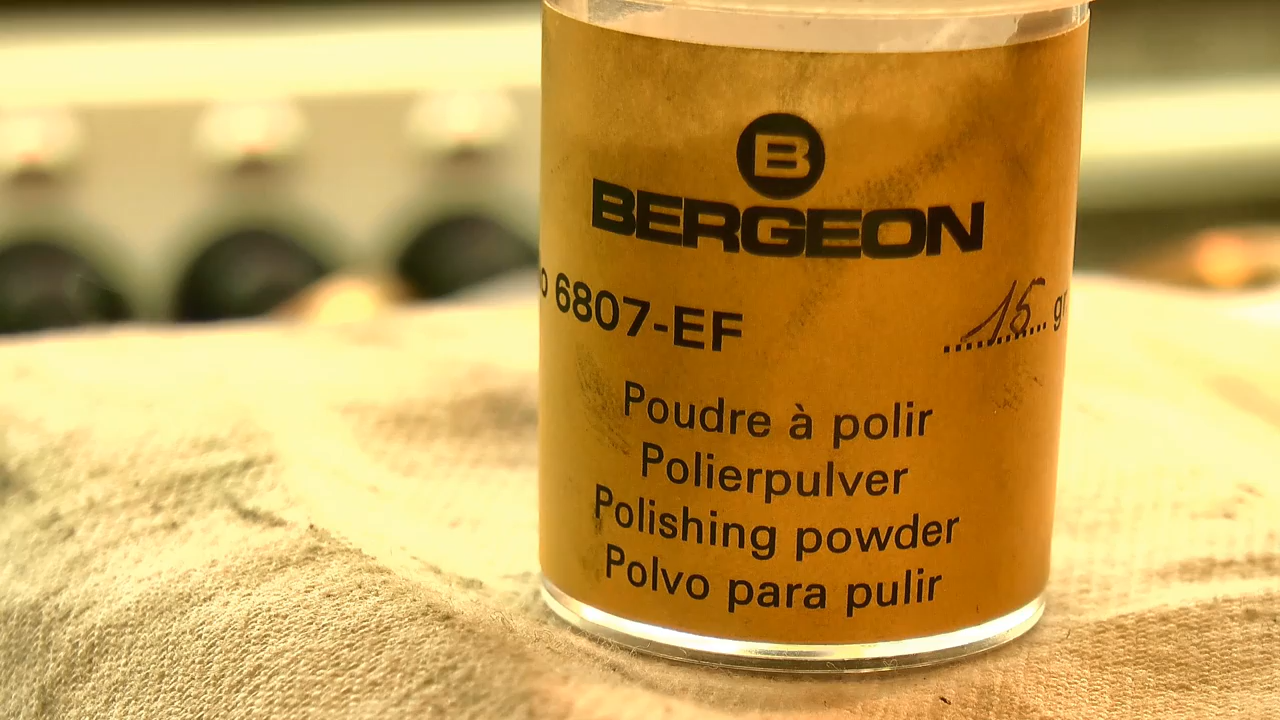 B
BERGEON
o 6807-EF 15 gr
Poudre à polir
Polierpulver
Polishing powder
Polvo para pulir